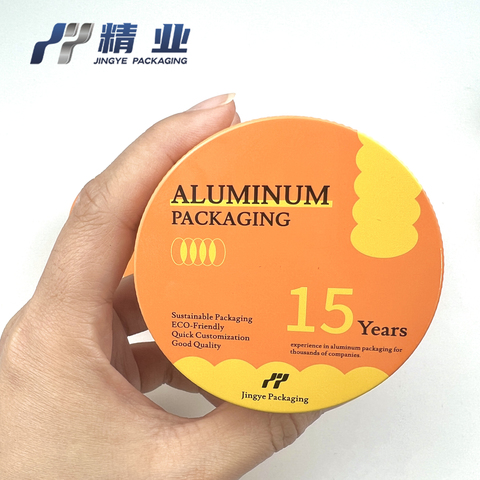 精业
JINGYE PACKAGING
ALUMINUM
PACKAGING
Sustainable Packaging
ECO-Friendly
Quick Customization
Good Quality
15 Years
experience in aluminum packaging for
thousands of companies.
Jingye Packaging